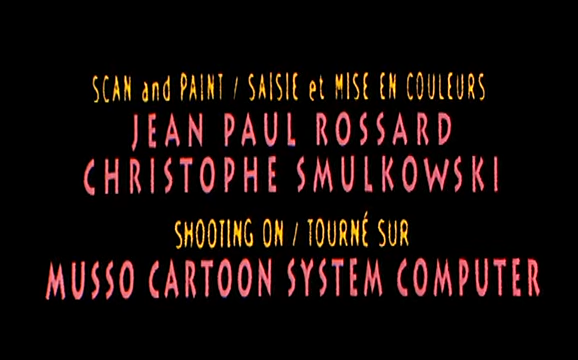 SCAN and PAINT / SAISIE et MISE EN COULEURS
JEAN PAUL ROSSARD
CHRISTOPHE SMULKOWSKI
SHOOTING ON / TOURNÉ SUR
MUSSO CARTOON SYSTEM COMPUTER